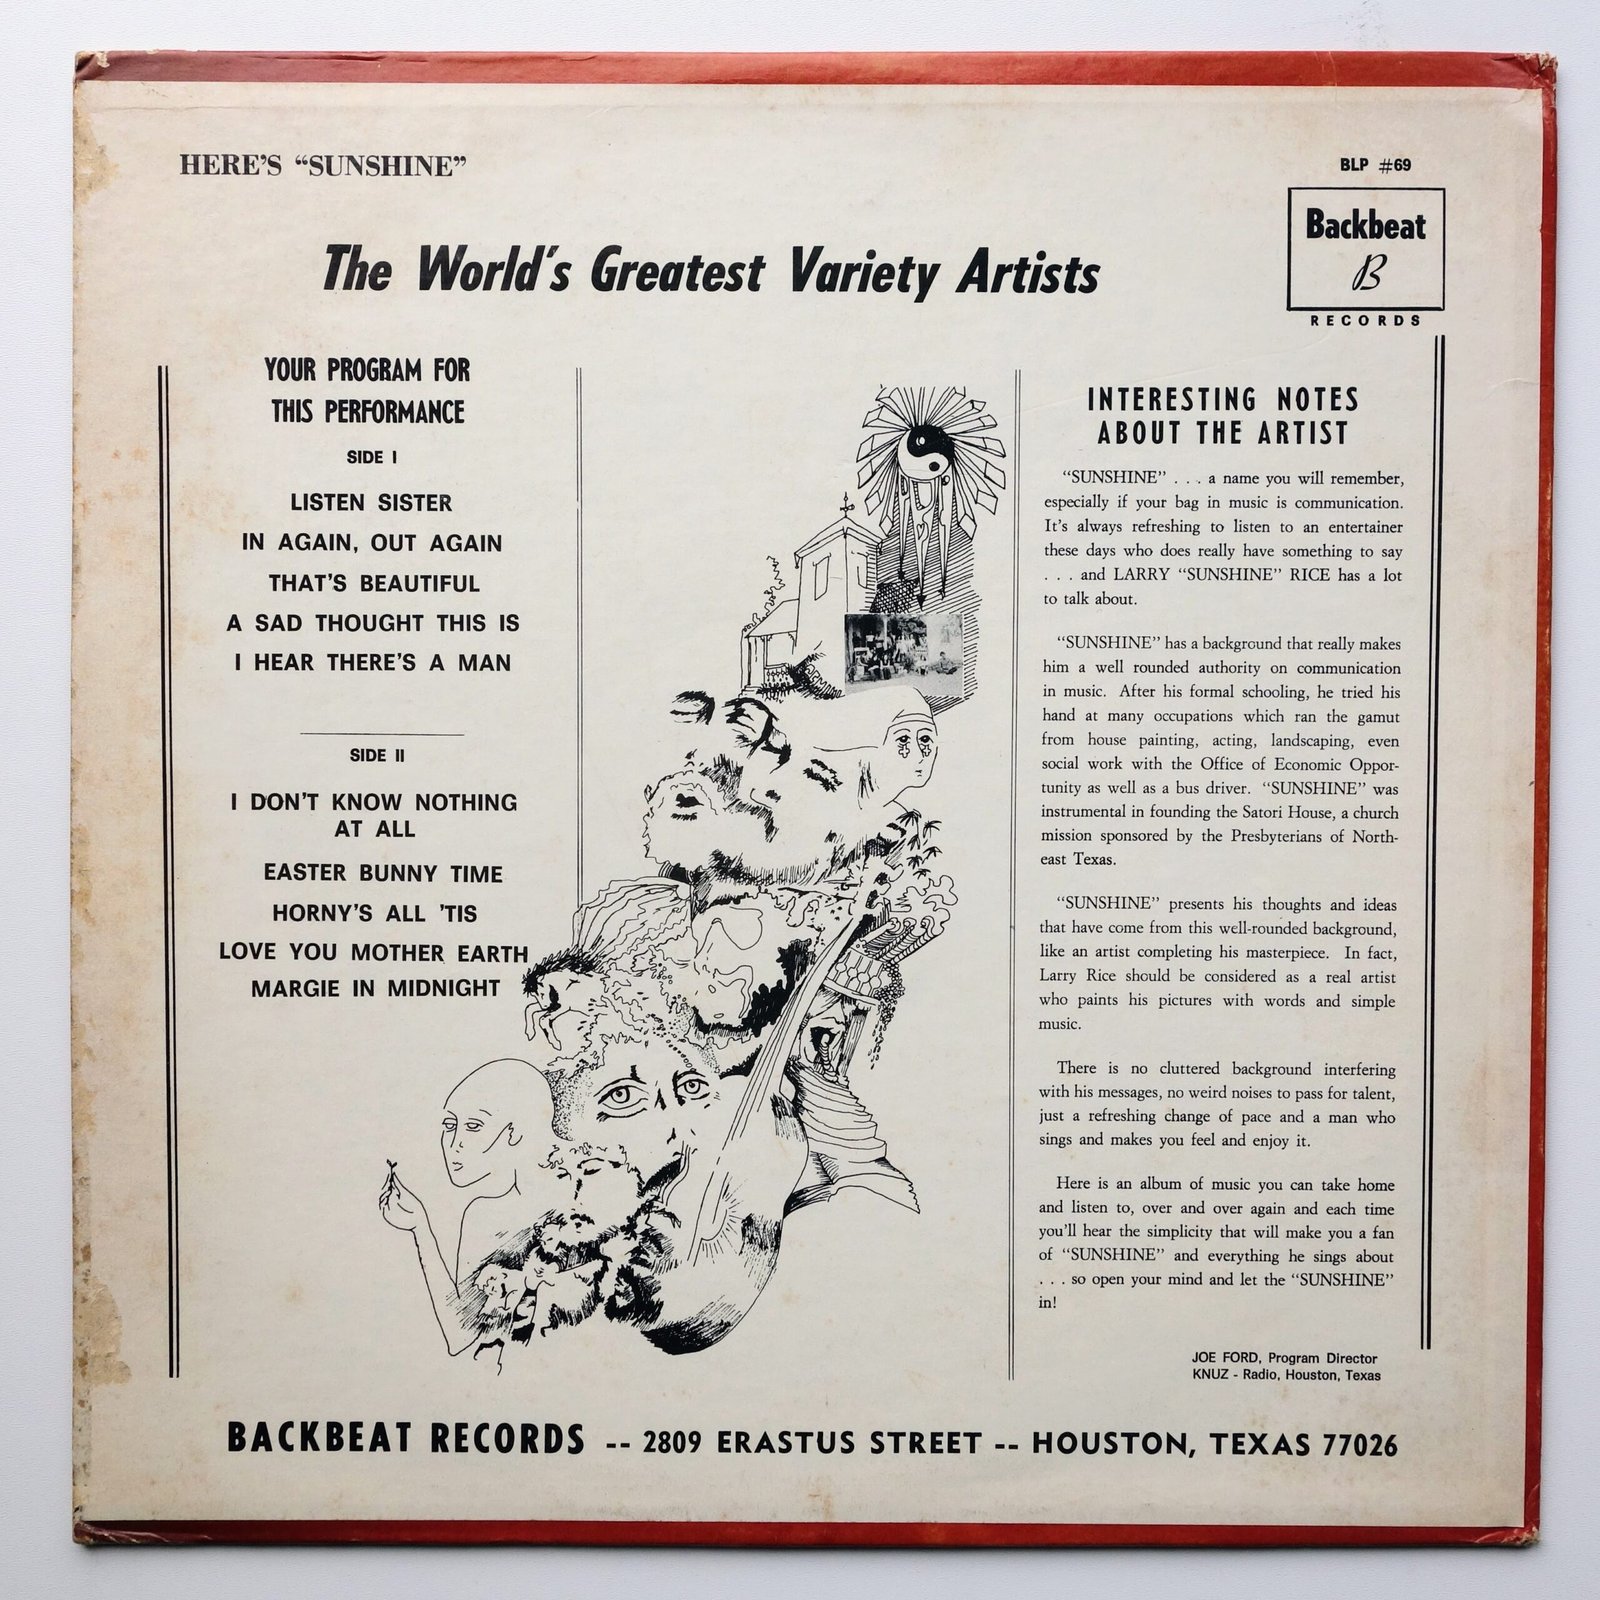 HERE'S “SUNSHINE”
BLP #69
Backbeat
B
RECORDS
The World's Greatest Variety Artists
YOUR PROGRAM FOR
THIS PERFORMANCE
SIDE I
LISTEN SISTER
IN AGAIN, OUT AGAIN
THAT'S BEAUTIFUL
A SAD THOUGHT THIS IS
I HEAR THERE'S A MAN
SIDE II
I DON'T KNOW NOTHING
AT ALL
EASTER BUNNY TIME
HORNY'S ALL 'TIS
LOVE YOU MOTHER EARTH
MARGIE IN MIDNIGHT
INTERESTING NOTES
ABOUT THE ARTIST
“SUNSHINE” . . . a name you will remember,
especially if your bag in music is communication.
It's always refreshing to listen to an entertainer
these days who does really have something to say
. . . and LARRY “SUNSHINE” RICE has a lot
to talk about.
“SUNSHINE” has a background that really makes
him a well rounded authority on communication
in music. After his formal schooling, he tried his
hand at many occupations which ran the gamut
from house painting, acting, landscaping, even
social work with the Office of Economic Oppor-
tunity as well as a bus driver. “SUNSHINE” was
instrumental in founding the Satori House, a church
mission sponsored by the Presbyterians of North-
east Texas.
“SUNSHINE” presents his thoughts and ideas
that have come from this well-rounded background,
like an artist completing his masterpiece. In fact,
Larry Rice should be considered as a real artist
who paints his pictures with words and simple
music.
There is no cluttered background interfering
with his messages, no weird noises to pass for talent,
just a refreshing change of pace and a man who
sings and makes you feel and enjoy it.
Here is an album of music you can take home
and listen to, over and over again and each time
you'll hear the simplicity that will make you a fan
of “SUNSHINE” and everything he sings about
. . . so open your mind and let the “SUNSHINE”
in!
JOE FORD, Program Director
KNUZ - Radio, Houston, Texas
BACKBEAT RECORDS -- 2809 ERASTUS STREET -- HOUSTON, TEXAS 77026